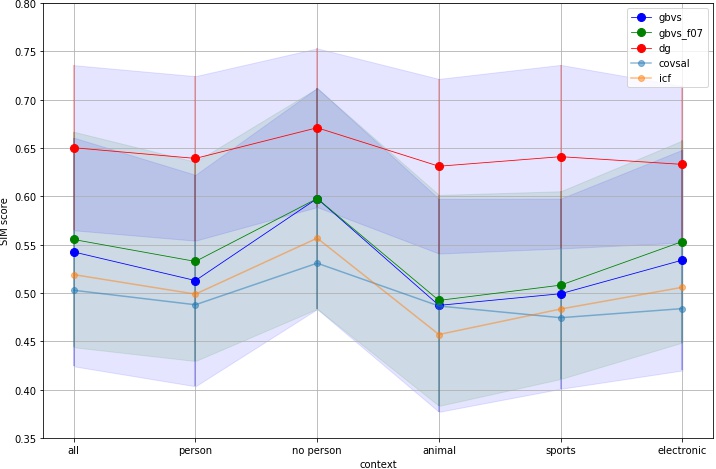 0.80
0.75
0.70
0.65
0.60
0.55
0.50
0.45
0.40
0.35
SIM score
all person no person animal sports electronic
context
gbvs
gbvs_f07
dg
covsal
icf